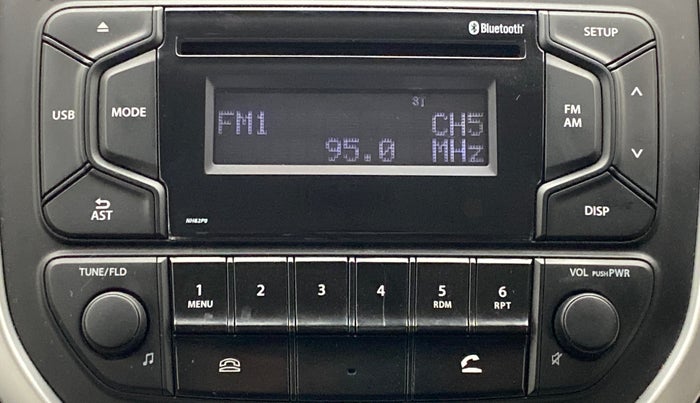 Bluetooth
SETUP
USB
MODE
FM
AM
ST
FM1 CH5
95.0 MHz
AST
DISP
TUNE/FLD
VOL PUSH PWR
1
MENU
2
3
4
5
RDM
6
RPT